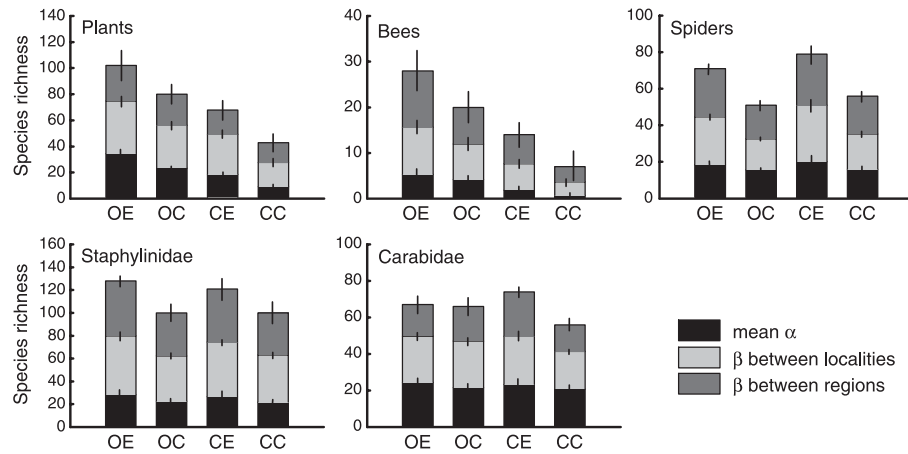 Plants
Species richness
140
120
100
80
60
40
20
0
OE OC CE CC
Bees
40
30
20
10
0
OE OC CE CC
Spiders
100
80
60
40
20
0
OE OC CE CC
Staphylinidae
Species richness
160
140
120
100
80
60
40
20
0
OE OC CE CC
Carabidae
100
80
60
40
20
0
OE OC CE CC
mean α
β between localities
β between regions